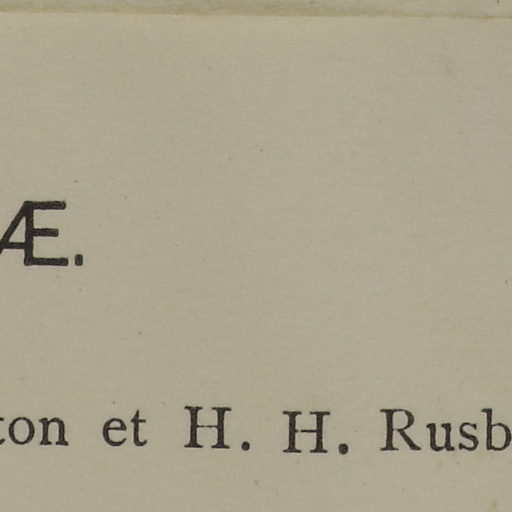 Æ.
ton et H. H. Rusb